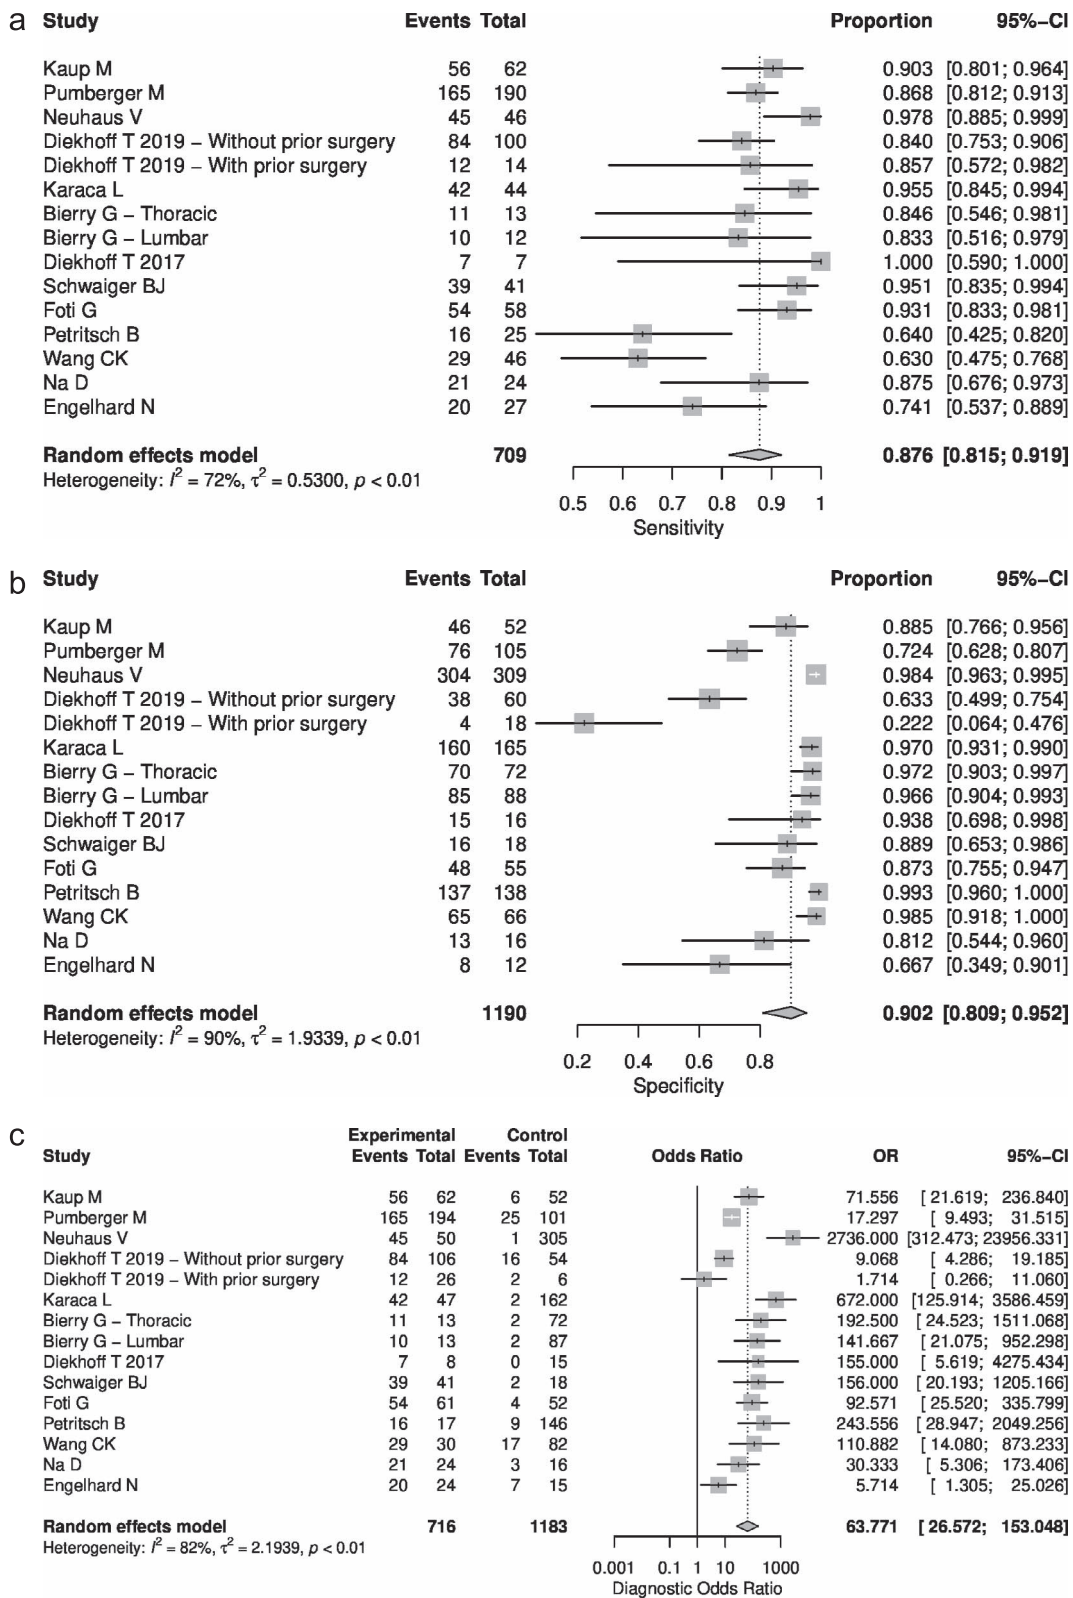 a Study Events Total Proportion 95%−CI
Kaup M 56 62 0.903 [0.801; 0.964]
Pumberger M 165 190 0.868 [0.812; 0.913]
Neuhaus V 45 46 0.978 [0.885; 0.999]
Diekhoff T 2019 − Without prior surgery 84 100 0.840 [0.753; 0.906]
Diekhoff T 2019 − With prior surgery 12 14 0.857 [0.572; 0.982]
Karaca L 42 44 0.955 [0.845; 0.994]
Bierry G − Thoracic 11 13 0.846 [0.546; 0.981]
Bierry G − Lumbar 10 12 0.833 [0.516; 0.979]
Diekhoff T 2017 7 7 1.000 [0.590; 1.000]
Schwaiger BJ 39 41 0.951 [0.835; 0.994]
Foti G 54 58 0.931 [0.833; 0.981]
Petritsch B 16 25 0.640 [0.425; 0.820]
Wang CK 29 46 0.630 [0.475; 0.768]
Na D 21 24 0.875 [0.676; 0.973]
Engelhard N 20 27 0.741 [0.537; 0.889]
Random effects model 709 0.876 [0.815; 0.919]
Heterogeneity: I² = 72%, τ² = 0.5300, p < 0.01
0.5 0.6 0.7 0.8 0.9 1
Sensitivity
b Study Events Total Proportion 95%−CI
Kaup M 46 52 0.885 [0.766; 0.956]
Pumberger M 76 105 0.724 [0.628; 0.807]
Neuhaus V 304 309 0.984 [0.963; 0.995]
Diekhoff T 2019 − Without prior surgery 38 60 0.633 [0.499; 0.754]
Diekhoff T 2019 − With prior surgery 4 18 0.222 [0.064; 0.476]
Karaca L 160 165 0.970 [0.931; 0.990]
Bierry G − Thoracic 70 72 0.972 [0.903; 0.997]
Bierry G − Lumbar 85 88 0.966 [0.904; 0.993]
Diekhoff T 2017 15 16 0.938 [0.698; 0.998]
Schwaiger BJ 16 18 0.889 [0.653; 0.986]
Foti G 48 55 0.873 [0.755; 0.947]
Petritsch B 137 138 0.993 [0.960; 1.000]
Wang CK 65 66 0.985 [0.918; 1.000]
Na D 13 16 0.812 [0.544; 0.960]
Engelhard N 8 12 0.667 [0.349; 0.901]
Random effects model 1190 0.902 [0.809; 0.952]
Heterogeneity: I² = 90%, τ² = 1.9339, p < 0.01
0.2 0.4 0.6 0.8
Specificity
c Experimental Control
Study Events Total Events Total Odds Ratio OR 95%−CI
Kaup M 56 62 6 52 71.556 [ 21.619; 236.840]
Pumberger M 165 194 25 101 17.297 [ 9.493; 31.515]
Neuhaus V 45 50 1 305 2736.000 [312.473; 23956.331]
Diekhoff T 2019 − Without prior surgery 84 106 16 54 9.068 [ 4.286; 19.185]
Diekhoff T 2019 − With prior surgery 12 26 2 6 1.714 [ 0.266; 11.060]
Karaca L 42 47 2 162 672.000 [125.914; 3586.459]
Bierry G − Thoracic 11 13 2 72 192.500 [ 24.523; 1511.068]
Bierry G − Lumbar 10 13 2 87 141.667 [ 21.075; 952.298]
Diekhoff T 2017 7 8 0 15 155.000 [ 5.619; 4275.434]
Schwaiger BJ 39 41 2 18 156.000 [ 20.193; 1205.166]
Foti G 54 61 4 52 92.571 [ 25.520; 335.799]
Petritsch B 16 17 9 146 243.556 [ 28.947; 2049.256]
Wang CK 29 30 17 82 110.882 [ 14.080; 873.233]
Na D 21 24 3 16 30.333 [ 5.306; 173.406]
Engelhard N 20 24 7 15 5.714 [ 1.305; 25.026]
Random effects model 716 1183 63.771 [ 26.572; 153.048]
Heterogeneity: I² = 82%, τ² = 2.1939, p < 0.01
0.001 0.1 1 10 1000
Diagnostic Odds Ratio